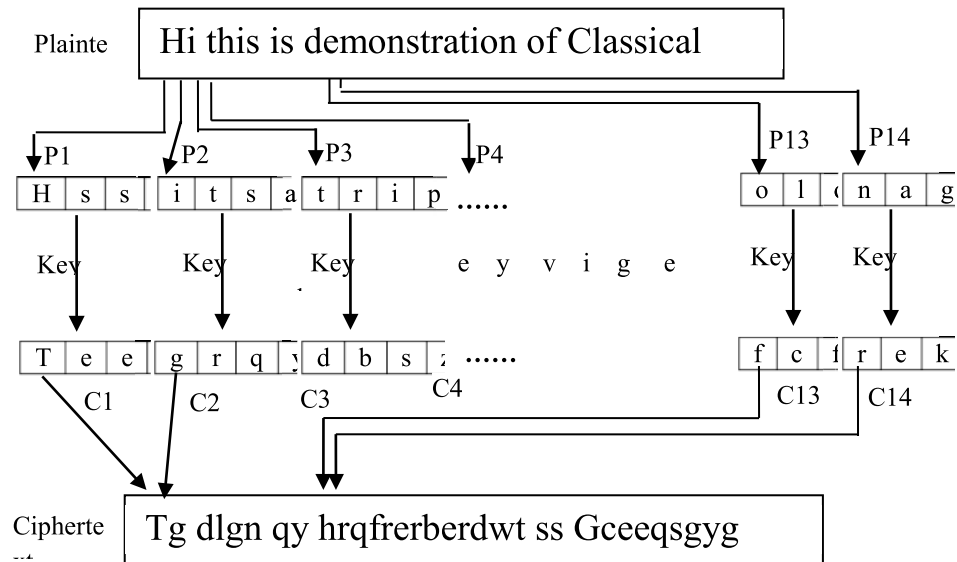 Plainte
Hi this is demonstration of Classical
P1 P2 P3 P4 P13 P14
H s s i t s a t r i p ...... o l n a g
Key Key Key e y v i g e Key Key
T e e g r q d b s ...... f c r e k
C1 C2 C3 C4 C13 C14
Cipherte
Tg dlgn qy hrqfrerberdwt ss Gceeqsgyg